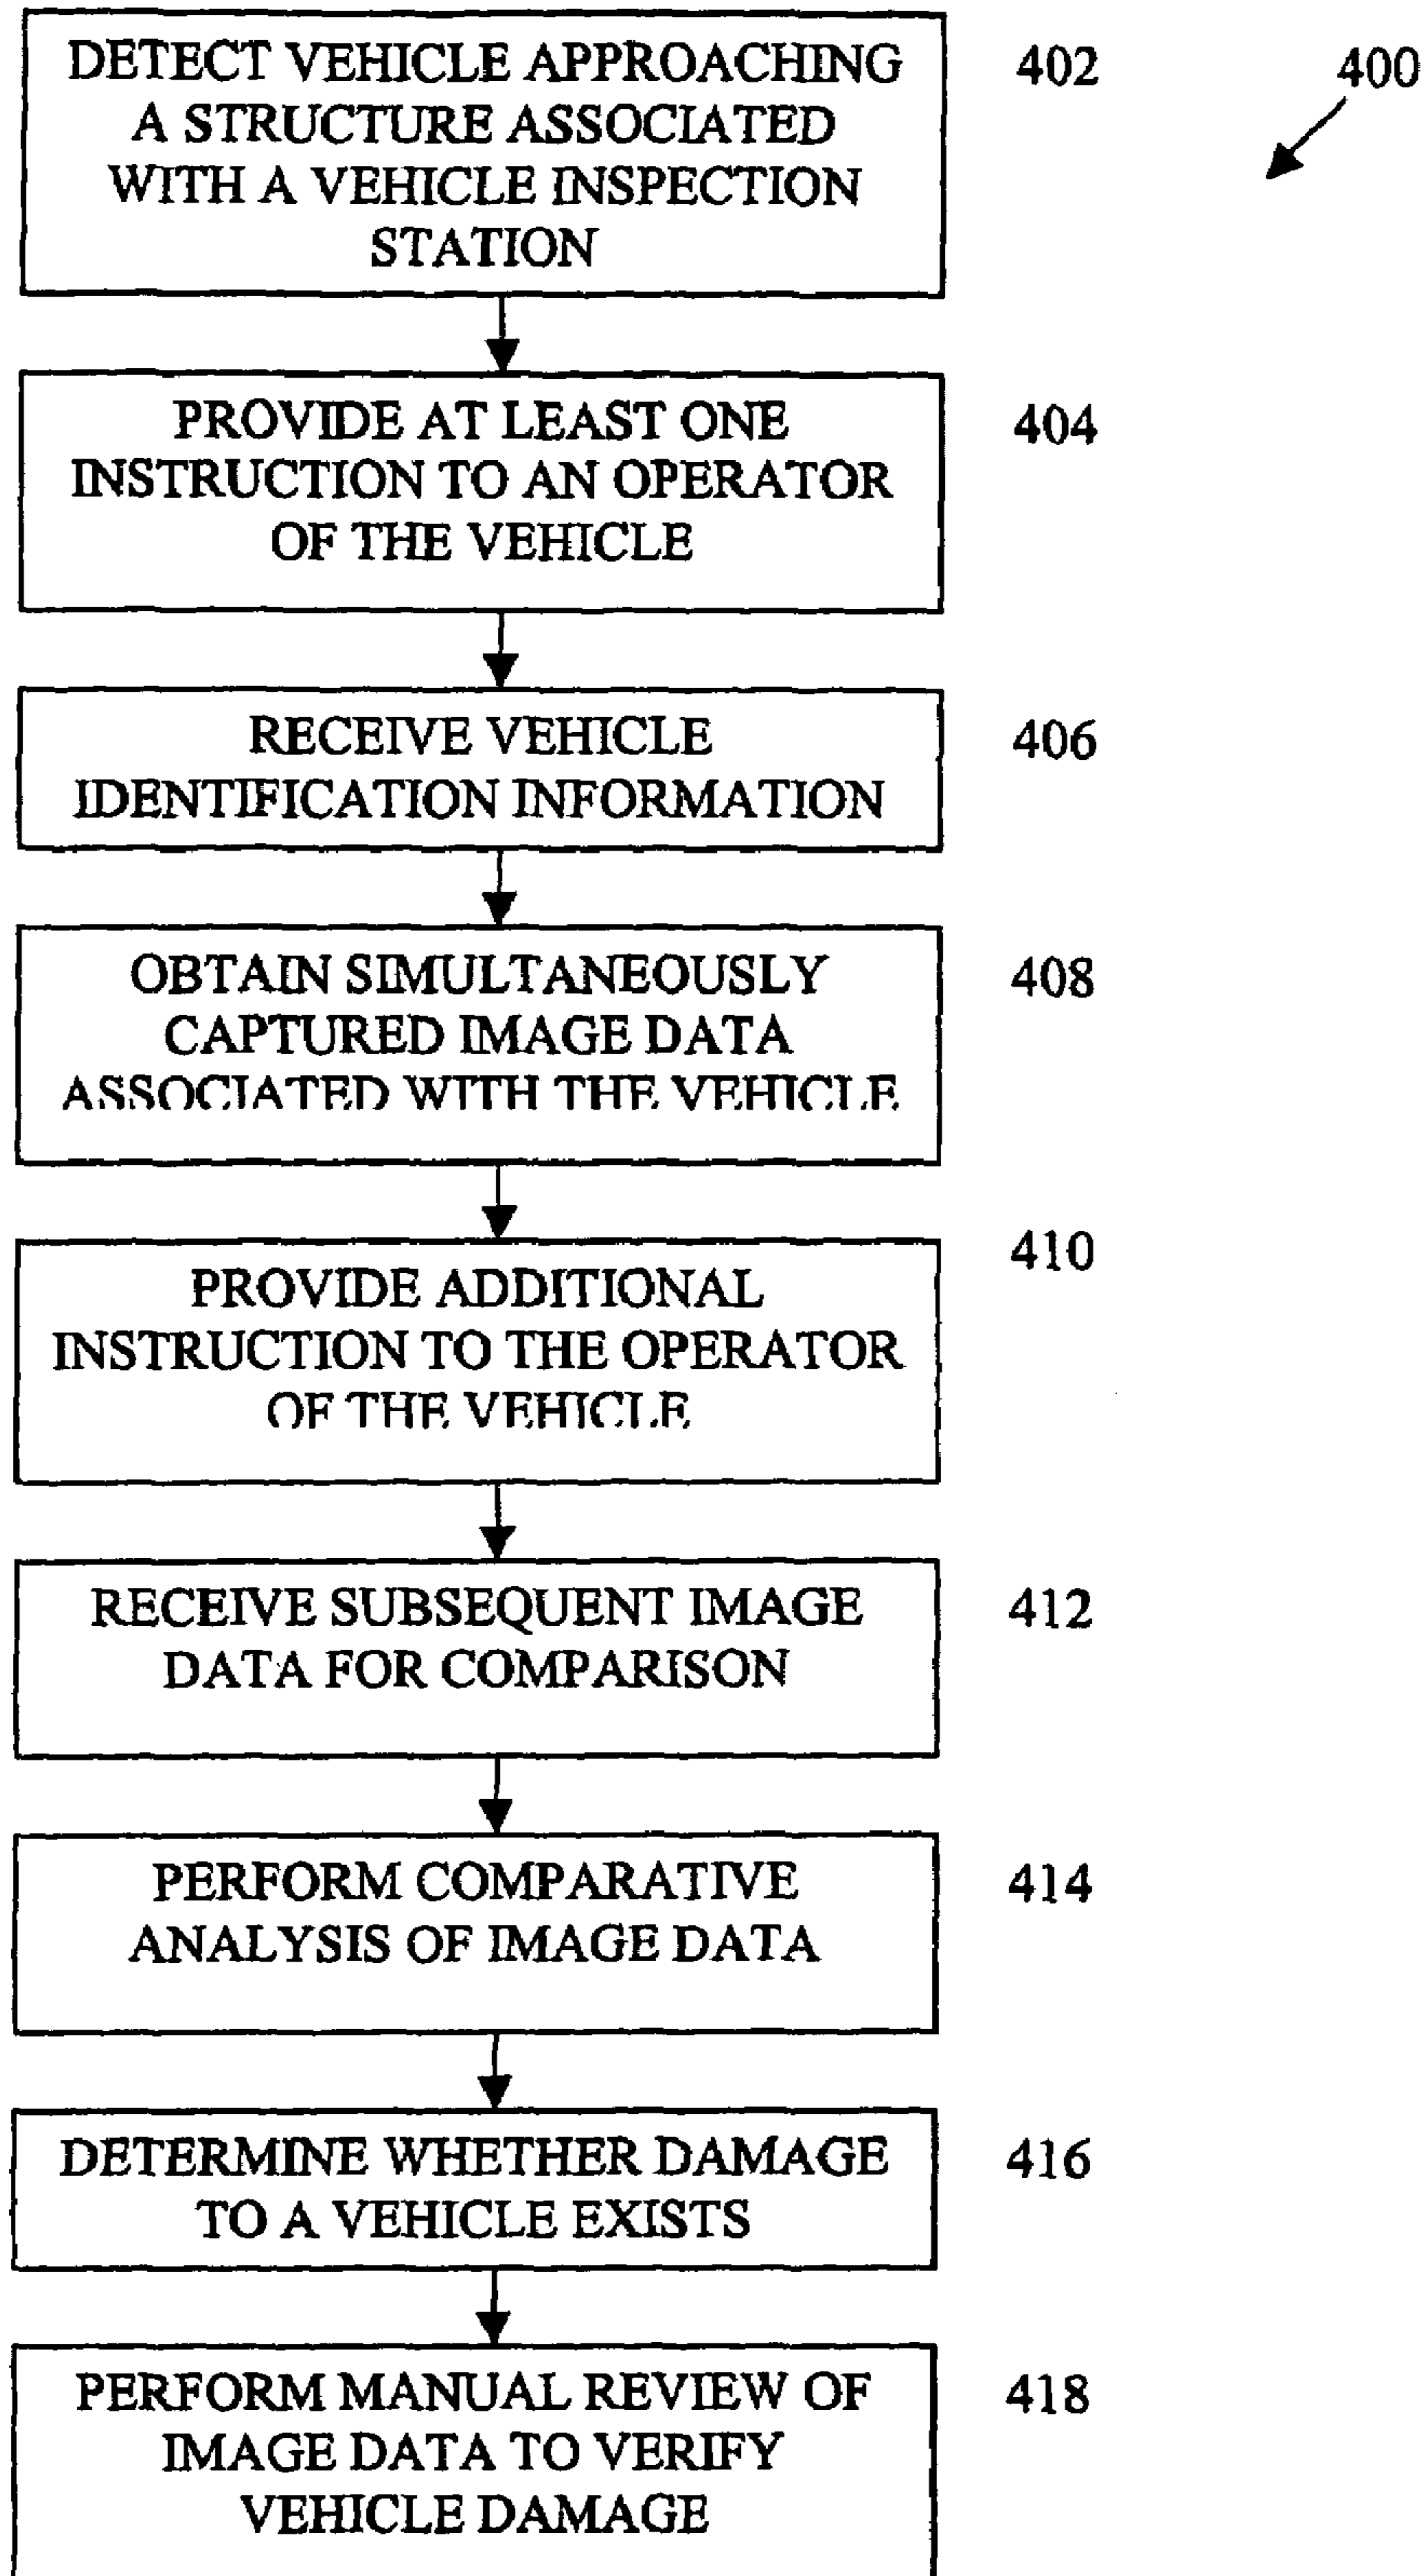 DETECT VEHICLE APPROACHING
A STRUCTURE ASSOCIATED
WITH A VEHICLE INSPECTION
STATION
402
400
PROVIDE AT LEAST ONE
INSTRUCTION TO AN OPERATOR
OF THE VEHICLE
404
RECEIVE VEHICLE
IDENTIFICATION INFORMATION
406
OBTAIN SIMULTANEOUSLY
CAPTURED IMAGE DATA
ASSOCIATED WITH THE VEHICLE
408
PROVIDE ADDITIONAL
INSTRUCTION TO THE OPERATOR
OF THE VEHICLE
410
RECEIVE SUBSEQUENT IMAGE
DATA FOR COMPARISON
412
PERFORM COMPARATIVE
ANALYSIS OF IMAGE DATA
414
DETERMINE WHETHER DAMAGE
TO A VEHICLE EXISTS
416
PERFORM MANUAL REVIEW OF
IMAGE DATA TO VERIFY
VEHICLE DAMAGE
418